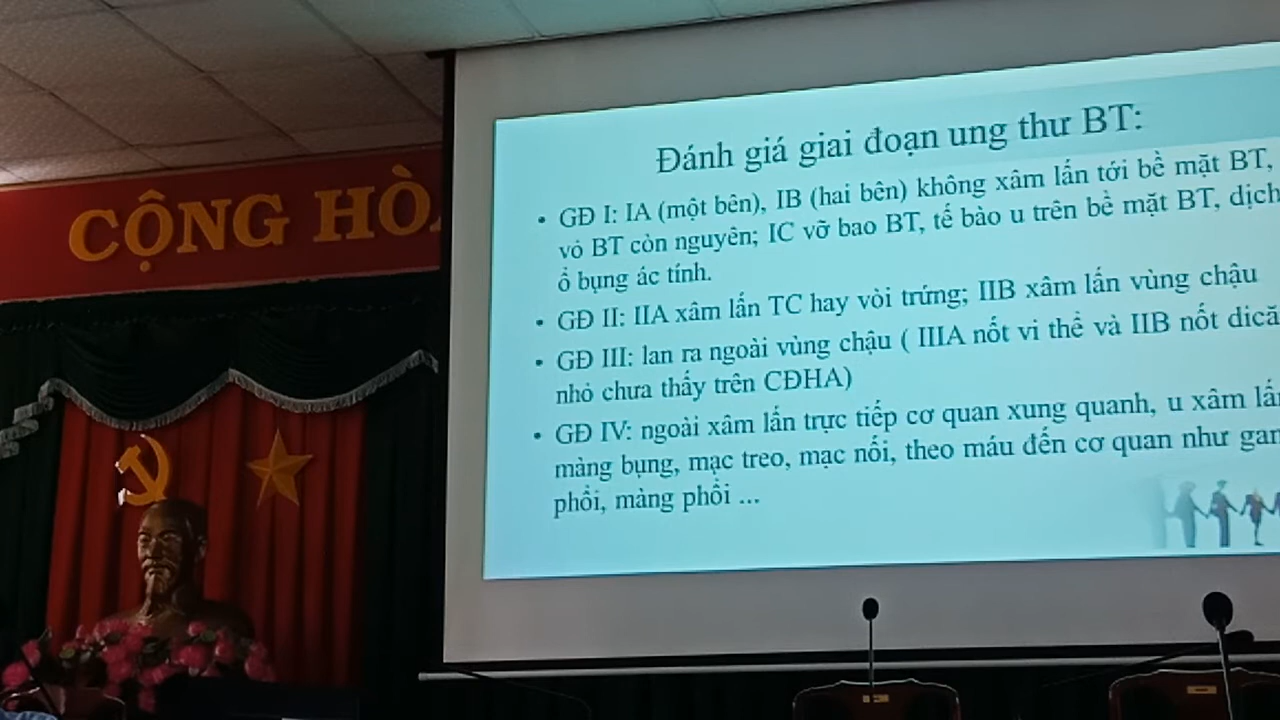 CỘNG HÒA
Đánh giá giai đoạn ung thư BT:
• GĐ I: IA (một bên), IB (hai bên) không xâm lấn tới bề mặt BT,
vỏ BT còn nguyên; IC vỡ bao BT, tế bào u trên bề mặt BT, dịch
ổ bụng ác tính.
• GĐ II: IIA xâm lấn TC hay vòi trứng; IIB xâm lấn vùng chậu
• GĐ III: lan ra ngoài vùng chậu ( IIIA nốt vi thể và IIB nốt dică
nhỏ chưa thấy trên CĐHA)
• GĐ IV: ngoài xâm lấn trực tiếp cơ quan xung quanh, u xâm lấn
màng bụng, mạc treo, mạc nối, theo máu đến cơ quan như gan
phổi, màng phổi ...